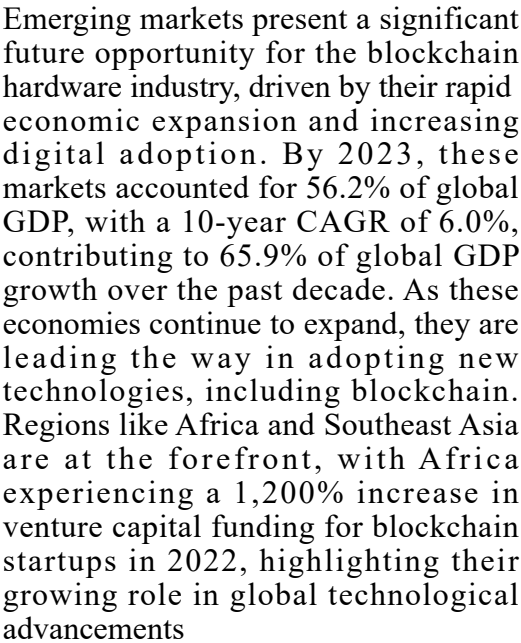 Emerging markets present a significant
future opportunity for the blockchain
hardware industry, driven by their rapid
economic expansion and increasing
digital adoption. By 2023, these
markets accounted for 56.2% of global
GDP, with a 10-year CAGR of 6.0%,
contributing to 65.9% of global GDP
growth over the past decade. As these
economies continue to expand, they are
leading the way in adopting new
technologies, including blockchain.
Regions like Africa and Southeast Asia
are at the forefront, with Africa
experiencing a 1,200% increase in
venture capital funding for blockchain
startups in 2022, highlighting their
growing role in global technological
advancements